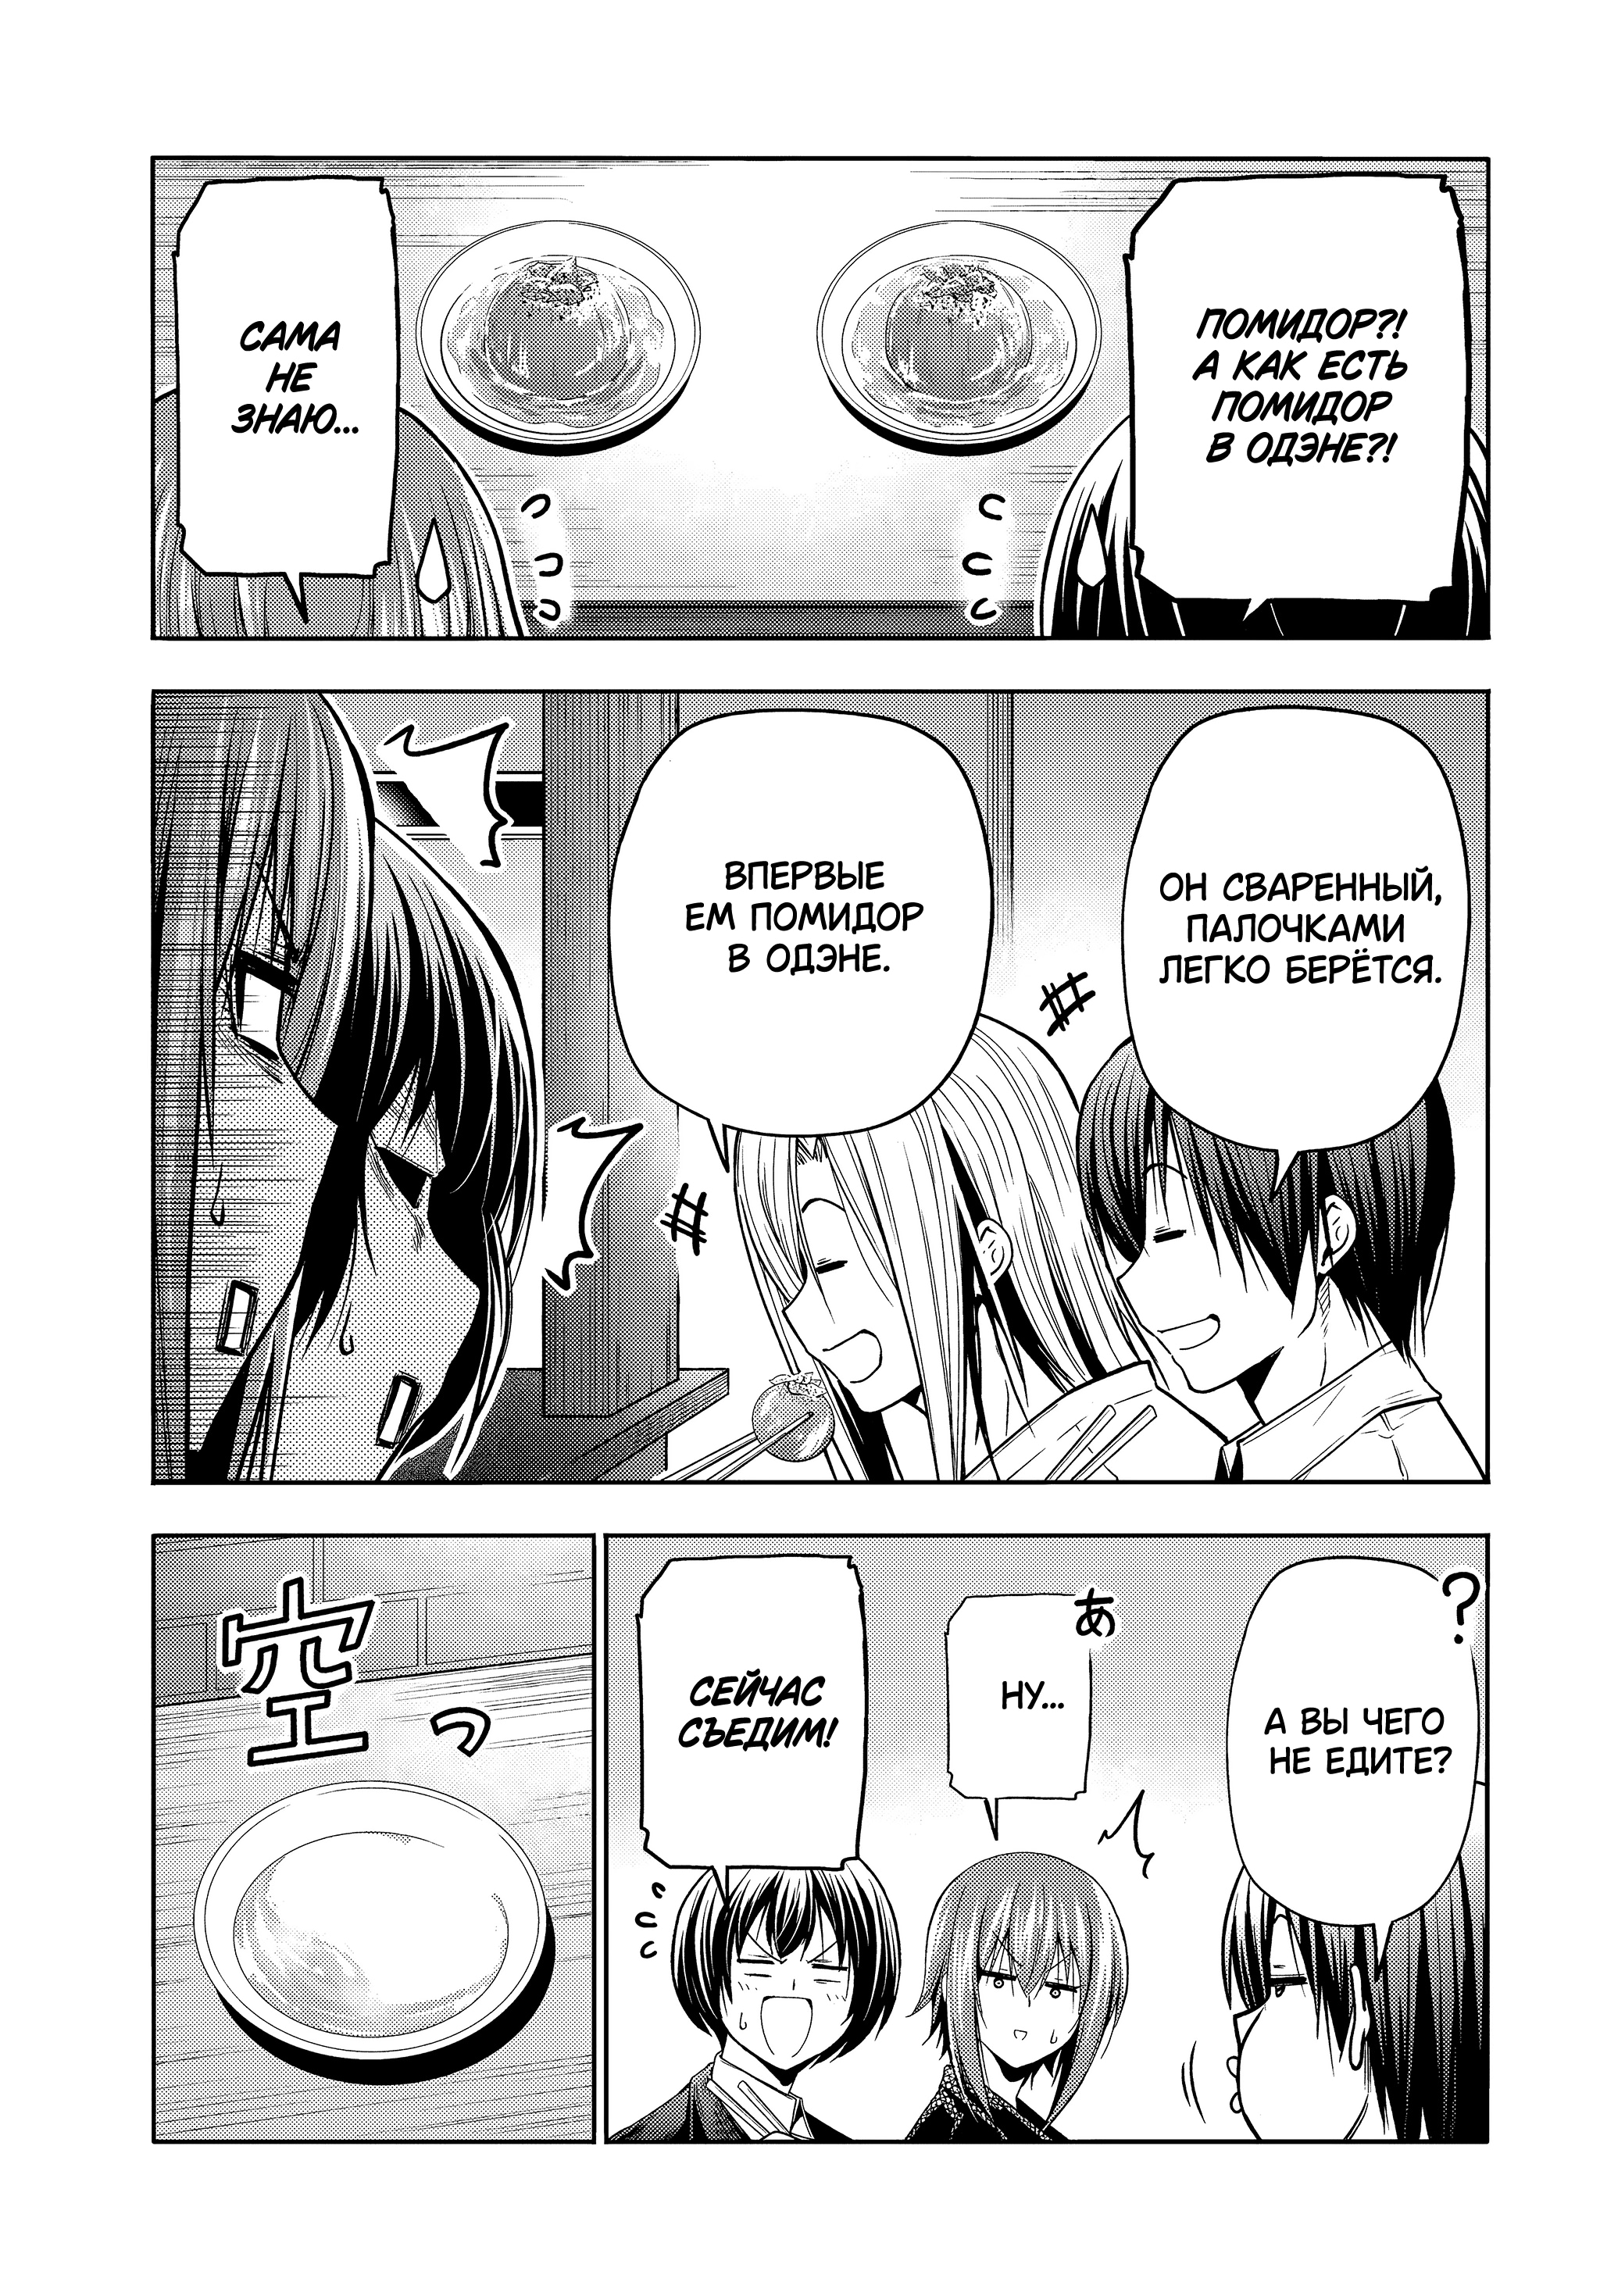 ПОМИДОР?!
А КАК ЕСТЬ
ПОМИДОР
В ОДЭНЕ?!
САМА
НЕ
ЗНАЮ...
ОН СВАРЕННЫЙ,
ПАЛОЧКАМИ
ЛЕГКО БЕРЁТСЯ.
ВПЕРВЫЕ
ЕМ ПОМИДОР
В ОДЭНЕ.
?
А ВЫ ЧЕГО
НЕ ЕДИТЕ?
あ
НУ...
СЕЙЧАС
СЪЕДИМ!
空
っ